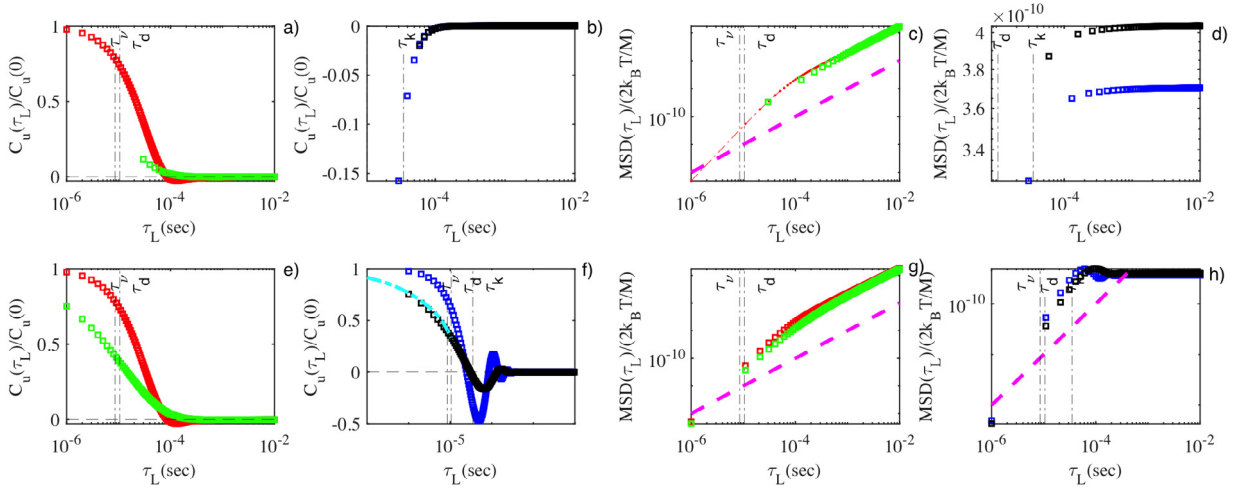 a)
C_u(τ_L)/C_u(0)
1
0.5
0
τ_ν
τ_d
10^-6
10^-4
10^-2
τ_L(sec)
b)
C_u(τ_L)/C_u(0)
0
-0.05
-0.1
-0.15
τ_k
10^-4
10^-2
τ_L(sec)
c)
MSD(τ_L)/(2k_BT/M)
10^-10
τ_ν
τ_d
10^-6
10^-4
10^-2
τ_L(sec)
d)
×10^-10
MSD(τ_L)/(2k_BT/M)
4
3.8
3.6
3.4
τ_d
τ_k
10^-4
10^-2
τ_L(sec)
e)
C_u(τ_L)/C_u(0)
1
0.5
0
τ_ν
τ_d
10^-6
10^-4
10^-2
τ_L(sec)
f)
C_u(τ_L)/C_u(0)
1
0.5
0
-0.5
τ_ν
τ_d
τ_k
10^-5
τ_L(sec)
g)
MSD(τ_L)/(2k_BT/M)
10^-10
τ_ν
τ_d
10^-6
10^-4
10^-2
τ_L(sec)
h)
MSD(τ_L)/(2k_BT/M)
10^-10
τ_ν
τ_d
10^-6
10^-4
10^-2
τ_L(sec)